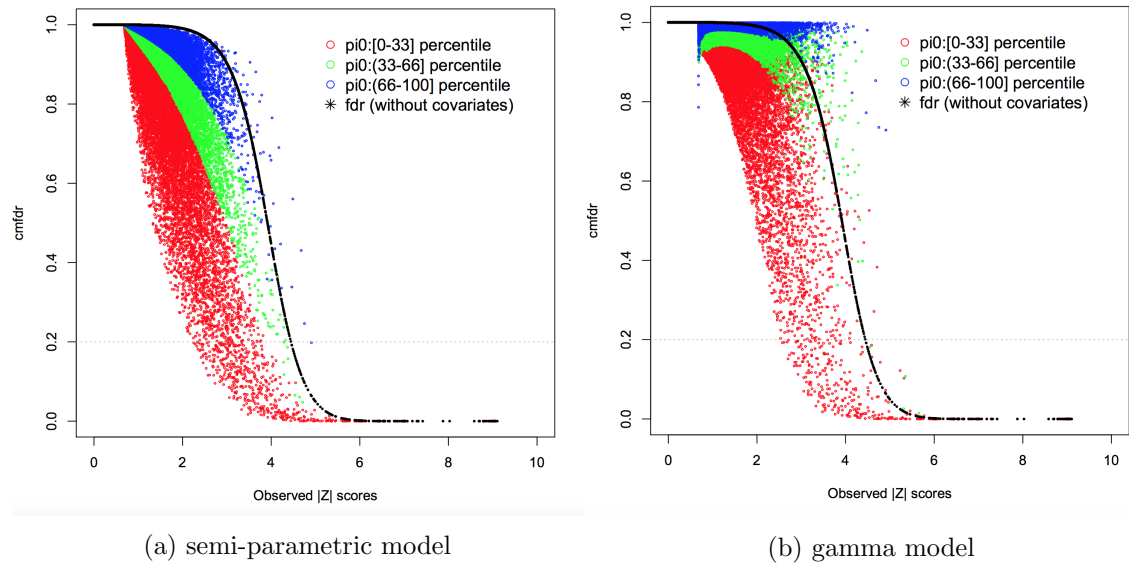 pi0:[0-33] percentile
pi0:(33-66] percentile
pi0:(66-100] percentile
fdr (without covariates)
cmfdr
0.0
0.2
0.4
0.6
0.8
1.0
0 2 4 6 8 10
Observed |Z| scores
(a) semi-parametric model
pi0:[0-33] percentile
pi0:(33-66] percentile
pi0:(66-100] percentile
fdr (without covariates)
cmfdr
0.0
0.2
0.4
0.6
0.8
1.0
0 2 4 6 8 10
Observed |Z| scores
(b) gamma model